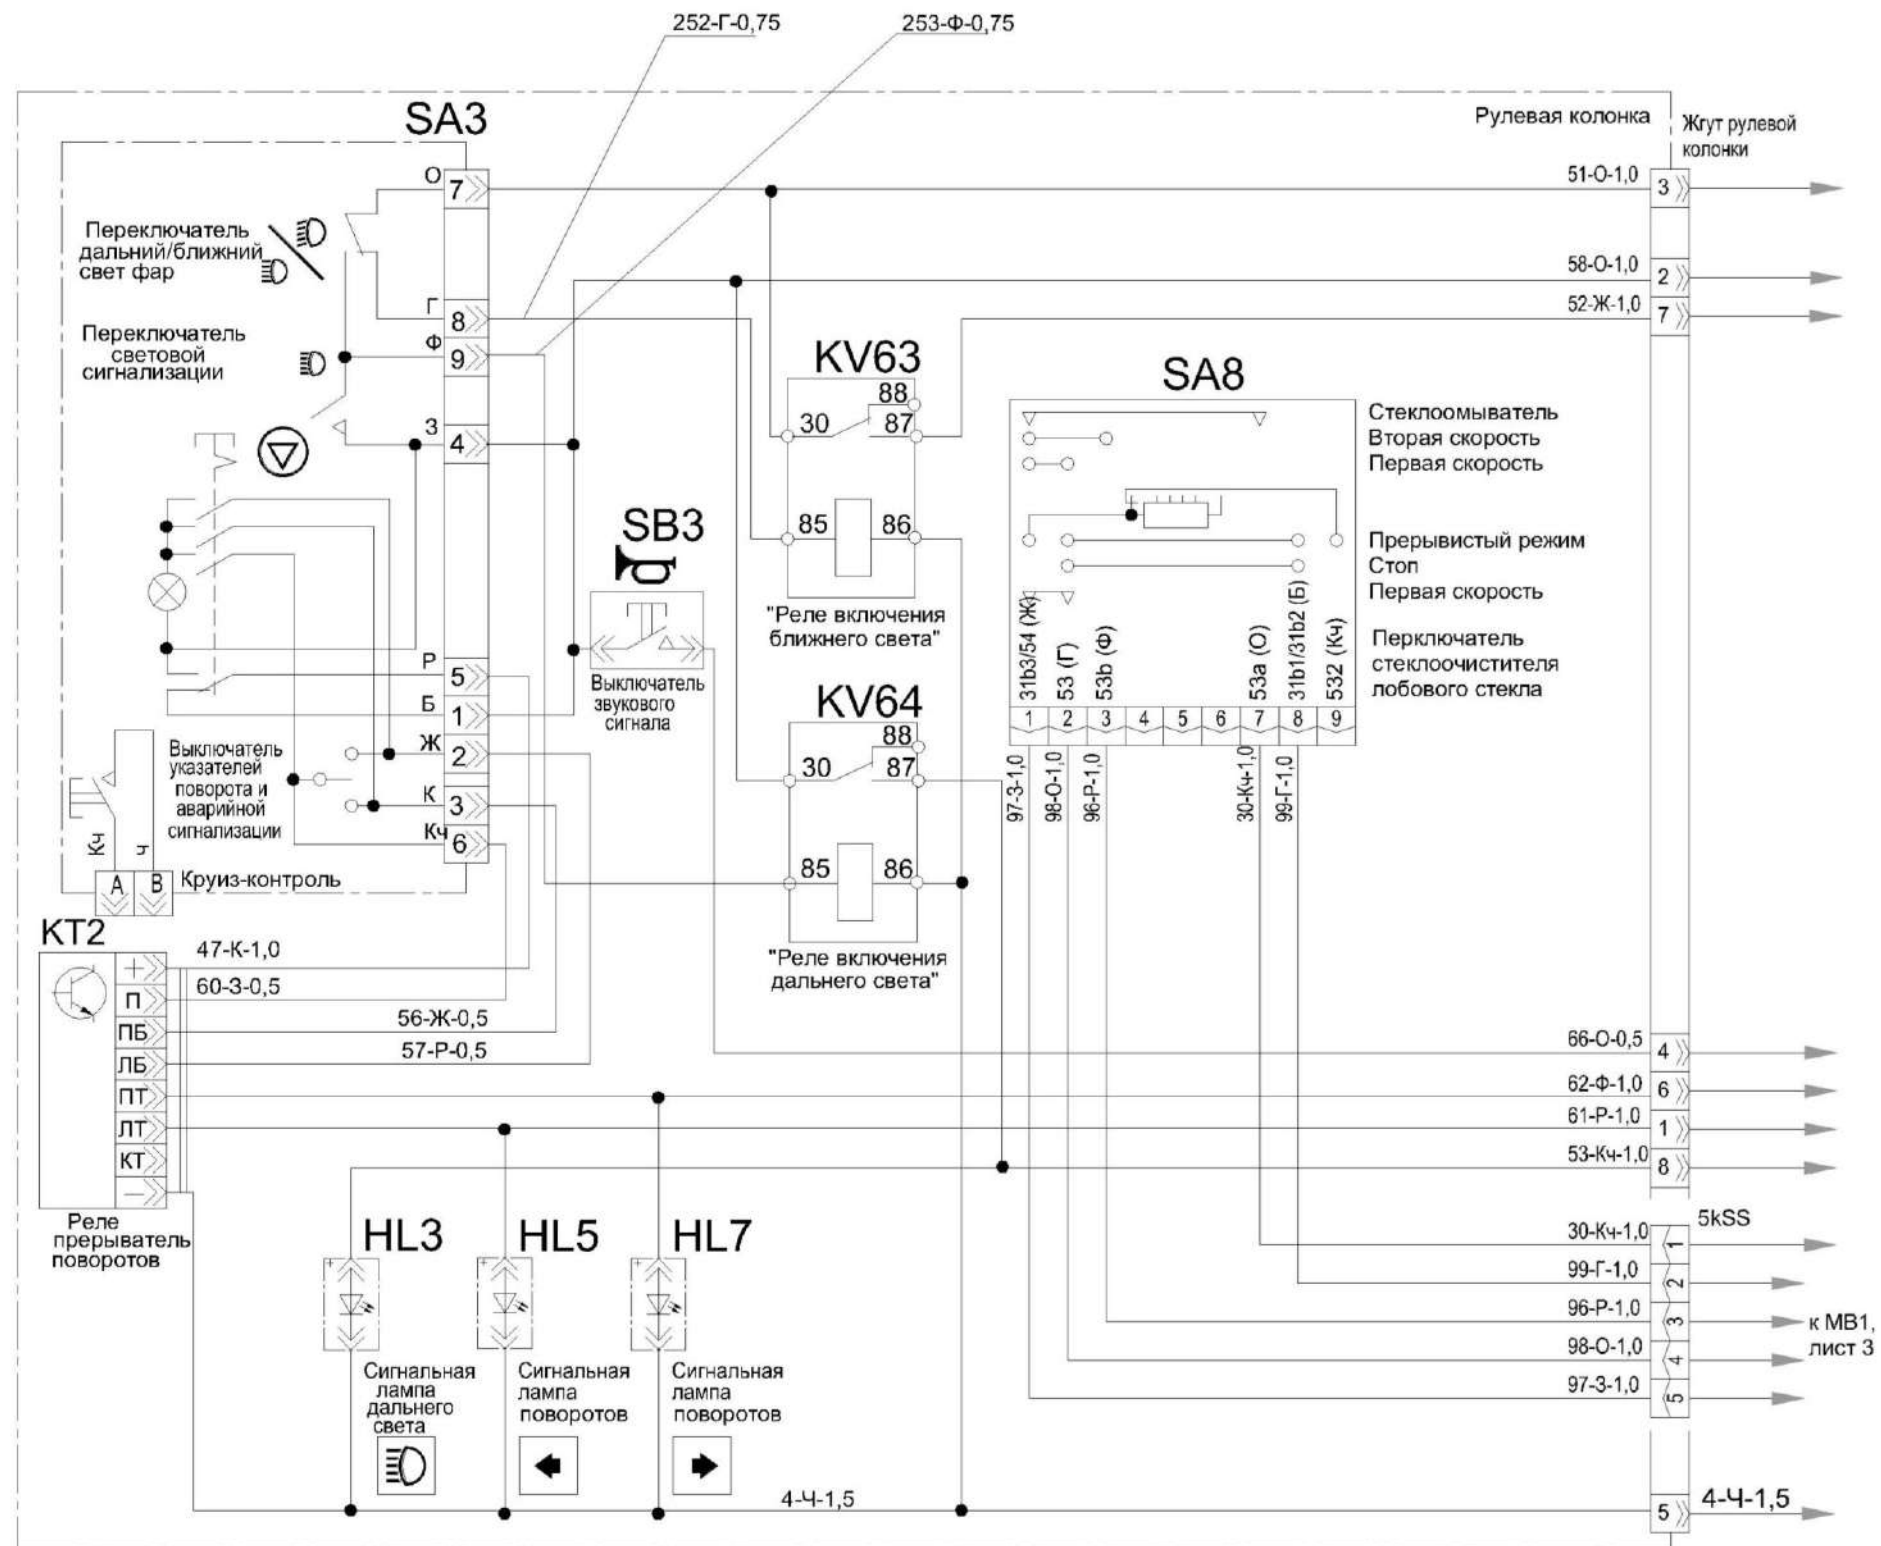 252-Г-0,75
253-Ф-0,75
SA3
Рулевая колонка
Жгут рулевой
колонки
О
7
51-О-1,0
3
Переключатель
дальний/ближний
свет фар
58-О-1,0
2
Г
8
52-Ж-1,0
7
Переключатель
световой
сигнализации
Ф
9
З
4
KV63
88
30
87
85
86
"Реле включения
ближнего света"
SA8
Стеклоомыватель
Вторая скорость
Первая скорость
Прерывистый режим
Стоп
Первая скорость
Перключатель
стеклоочистителя
лобового стекла
31b3/54 (Ж)
53 (Г)
53b (Ф)
53a (О)
31b1/31b2 (Б)
532 (Кч)
1 2 3 4 5 6 7 8 9
97-З-1,0
98-О-1,0
96-Р-1,0
30-Кч-1,0
99-Г-1,0
SB3
Выключатель
звукового
сигнала
Р
5
Б
1
Ж
2
К
3
Кч
6
Выключатель
указателей
поворота и
аварийной
сигнализации
Кч
ч
A B
Круиз-контроль
KV64
88
30
87
85
86
"Реле включения
дальнего света"
KT2
+
П
ПБ
ЛБ
ПТ
ЛТ
КТ
—
47-К-1,0
60-З-0,5
56-Ж-0,5
57-Р-0,5
Реле
прерыватель
поворотов
66-О-0,5
4
62-Ф-1,0
6
61-Р-1,0
1
53-Кч-1,0
8
5kSS
30-Кч-1,0
1
99-Г-1,0
2
96-Р-1,0
3
98-О-1,0
4
97-З-1,0
5
к МВ1,
лист 3
HL3
+
Сигнальная
лампа
дальнего
света
HL5
+
Сигнальная
лампа
поворотов
HL7
+
Сигнальная
лампа
поворотов
4-Ч-1,5
5
4-Ч-1,5